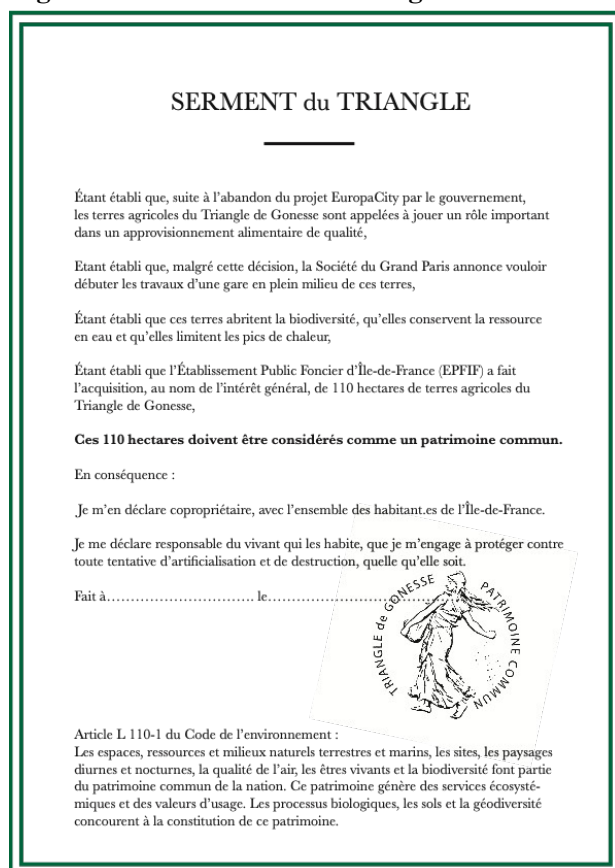 SERMENT du TRIANGLE
Étant établi que, suite à l’abandon du projet EuropaCity par le gouvernement,
les terres agricoles du Triangle de Gonesse sont appelées à jouer un rôle important
dans un approvisionnement alimentaire de qualité,
Etant établi que, malgré cette décision, la Société du Grand Paris annonce vouloir
débuter les travaux d’une gare en plein milieu de ces terres,
Étant établi que ces terres abritent la biodiversité, qu’elles conservent la ressource
en eau et qu’elles limitent les pics de chaleur,
Étant établi que l’Établissement Public Foncier d’Île-de-France (EPFIF) a fait
l’acquisition, au nom de l’intérêt général, de 110 hectares de terres agricoles du
Triangle de Gonesse,
Ces 110 hectares doivent être considérés comme un patrimoine commun.
En conséquence :
Je m’en déclare copropriétaire, avec l’ensemble des habitant.es de l’Île-de-France.
Je me déclare responsable du vivant qui les habite, que je m’engage à protéger contre
toute tentative d’artificialisation et de destruction, quelle qu’elle soit.
Fait à…………………………. le……………………………….
TRIANGLE de GONESSE PATRIMOINE COMMUN
Article L 110-1 du Code de l’environnement :
Les espaces, ressources et milieux naturels terrestres et marins, les sites, les paysages
diurnes et nocturnes, la qualité de l’air, les êtres vivants et la biodiversité font partie
du patrimoine commun de la nation. Ce patrimoine génère des services écosysté-
miques et des valeurs d’usage. Les processus biologiques, les sols et la géodiversité
concourent à la constitution de ce patrimoine.